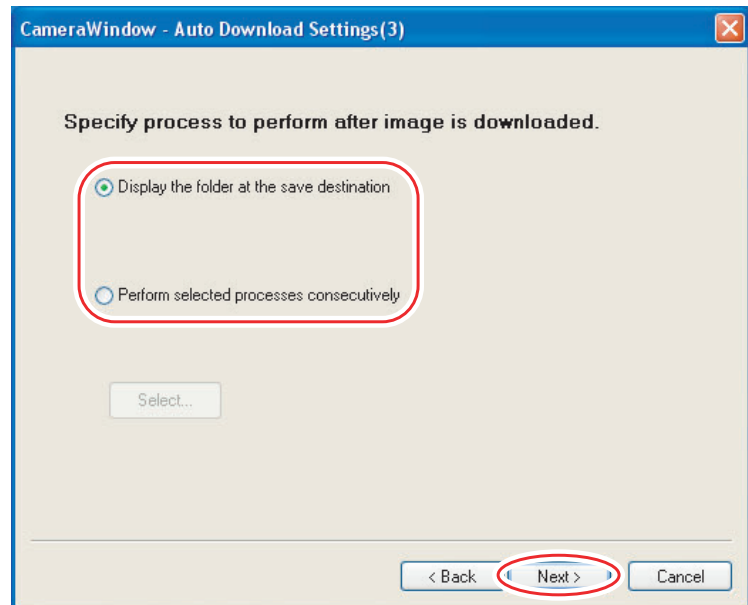 CameraWindow - Auto Download Settings(3)
Specify process to perform after image is downloaded.
Display the folder at the save destination
Perform selected processes consecutively
Select...
< Back
Next >
Cancel